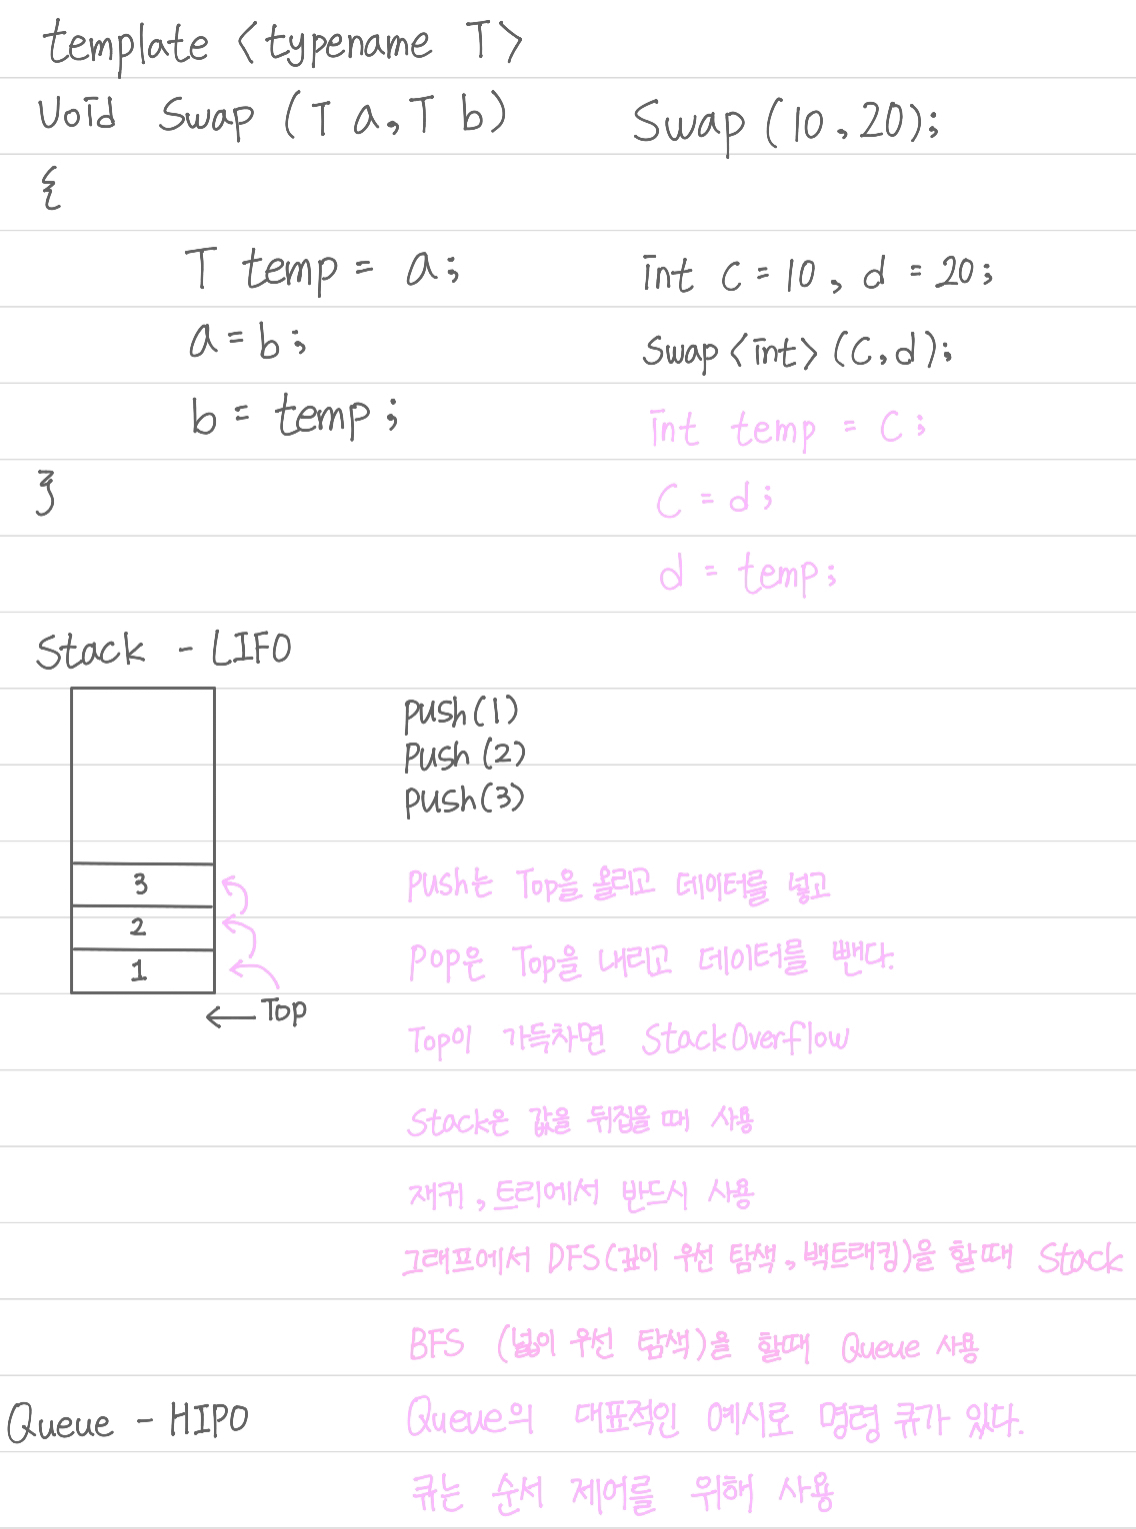 template <typename T>
Void Swap (T a, T b)
Swap (10, 20);
{
T temp = a;
int C = 10, d = 20;
a = b;
Swap <int> (C, d);
b = temp;
int temp = C;
}
C = d;
d = temp;
Stack - LIFO
push(1)
push (2)
push(3)
3
2
1
← Top
push는 Top을 올리고 데이터를 넣고
Pop은 Top을 내리고 데이터를 뺀다.
Top이 가득차면 StackOverflow
Stack은 값을 뒤집을 때 사용
재귀, 트리에서 반드시 사용
그래프에서 DFS(깊이 우선 탐색, 백트래킹)을 할때 Stack
BFS (넓이 우선 탐색)을 할때 Queue 사용
Queue - HIPO
Queue의 대표적인 예시로 명령 큐가 있다.
큐는 순서 제어를 위해 사용